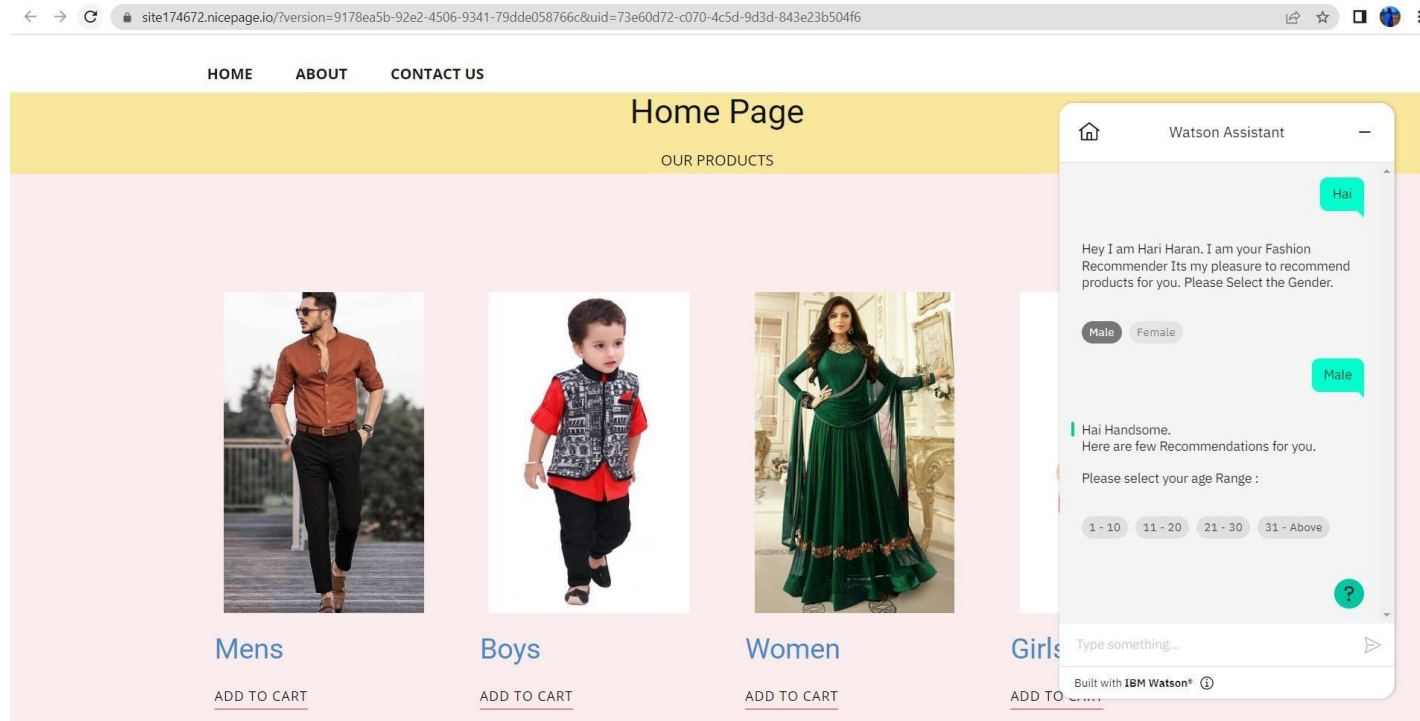 site174672.nicepage.io/?version=9178ea5b-92e2-4506-9341-79dde058766c&uid=73e60d72-c070-4c5d-9d3d-843e23b504f6
HOME ABOUT CONTACT US
Home Page
OUR PRODUCTS
Mens
ADD TO CART
Boys
ADD TO CART
Women
ADD TO CART
Girls
ADD TO CART
Watson Assistant
Hai
Hey I am Hari Haran. I am your Fashion
Recommender Its my pleasure to recommend
products for you. Please Select the Gender.
Male Female
Male
Hai Handsome.
Here are few Recommendations for you.
Please select your age Range :
1 - 10 11 - 20 21 - 30 31 - Above
?
Type something...
Built with IBM Watson®